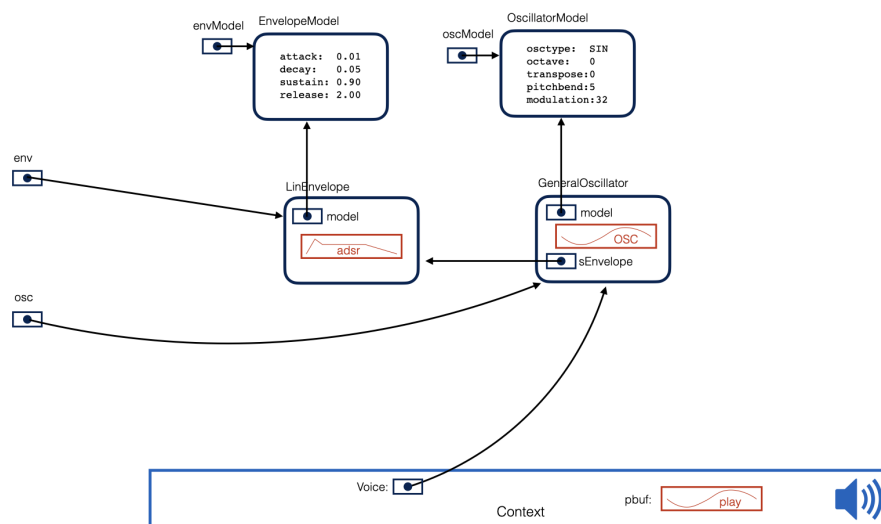 EnvelopeModel
OscillatorModel
envModel
oscModel
attack: 0.01
decay: 0.05
sustain: 0.90
release: 2.00
osctype: SIN
octave: 0
transpose:0
pitchbend:5
modulation:32
env
LinEnvelope
GeneralOscillator
model
adsr
model
OSC
sEnvelope
osc
Voice:
Context
pbuf:
play